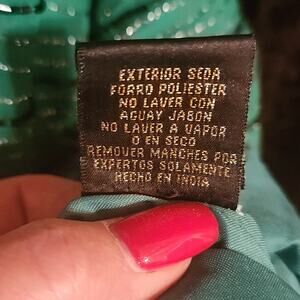 EXTERIOR SEDA
FORRO POLIESTER
NO LAVER CON
AGUAY JABON
NO LAVER A VAPOR
O EN SECO
REMOVER MANCHES POR
EXPERTOS SOLAMENTE
HECHO EN INDIA